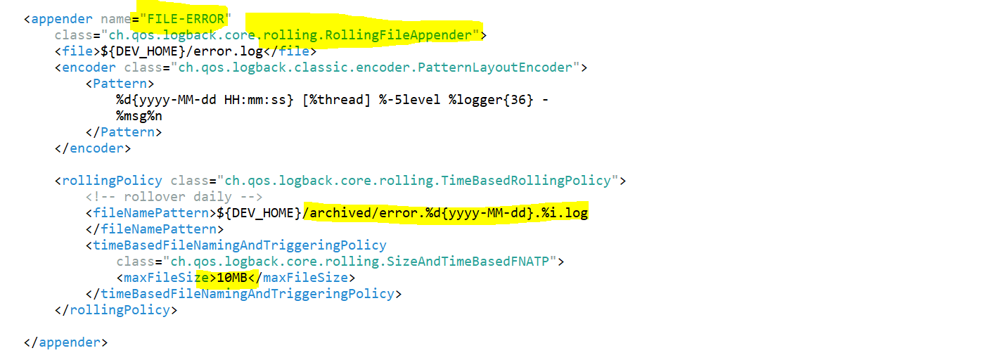 <appender name="FILE-ERROR"
class="ch.qos.logback.core.rolling.RollingFileAppender">
<file>${DEV_HOME}/error.log</file>
<encoder class="ch.qos.logback.classic.encoder.PatternLayoutEncoder">
<Pattern>
%d{yyyy-MM-dd HH:mm:ss} [%thread] %-5level %logger{36} -
%msg%n
</Pattern>
</encoder>
<rollingPolicy class="ch.qos.logback.core.rolling.TimeBasedRollingPolicy">
<!-- rollover daily -->
<fileNamePattern>${DEV_HOME}/archived/error.%d{yyyy-MM-dd}.%i.log
</fileNamePattern>
<timeBasedFileNamingAndTriggeringPolicy
class="ch.qos.logback.core.rolling.SizeAndTimeBasedFNATP">
<maxFileSize>10MB</maxFileSize>
</timeBasedFileNamingAndTriggeringPolicy>
</rollingPolicy>
</appender>